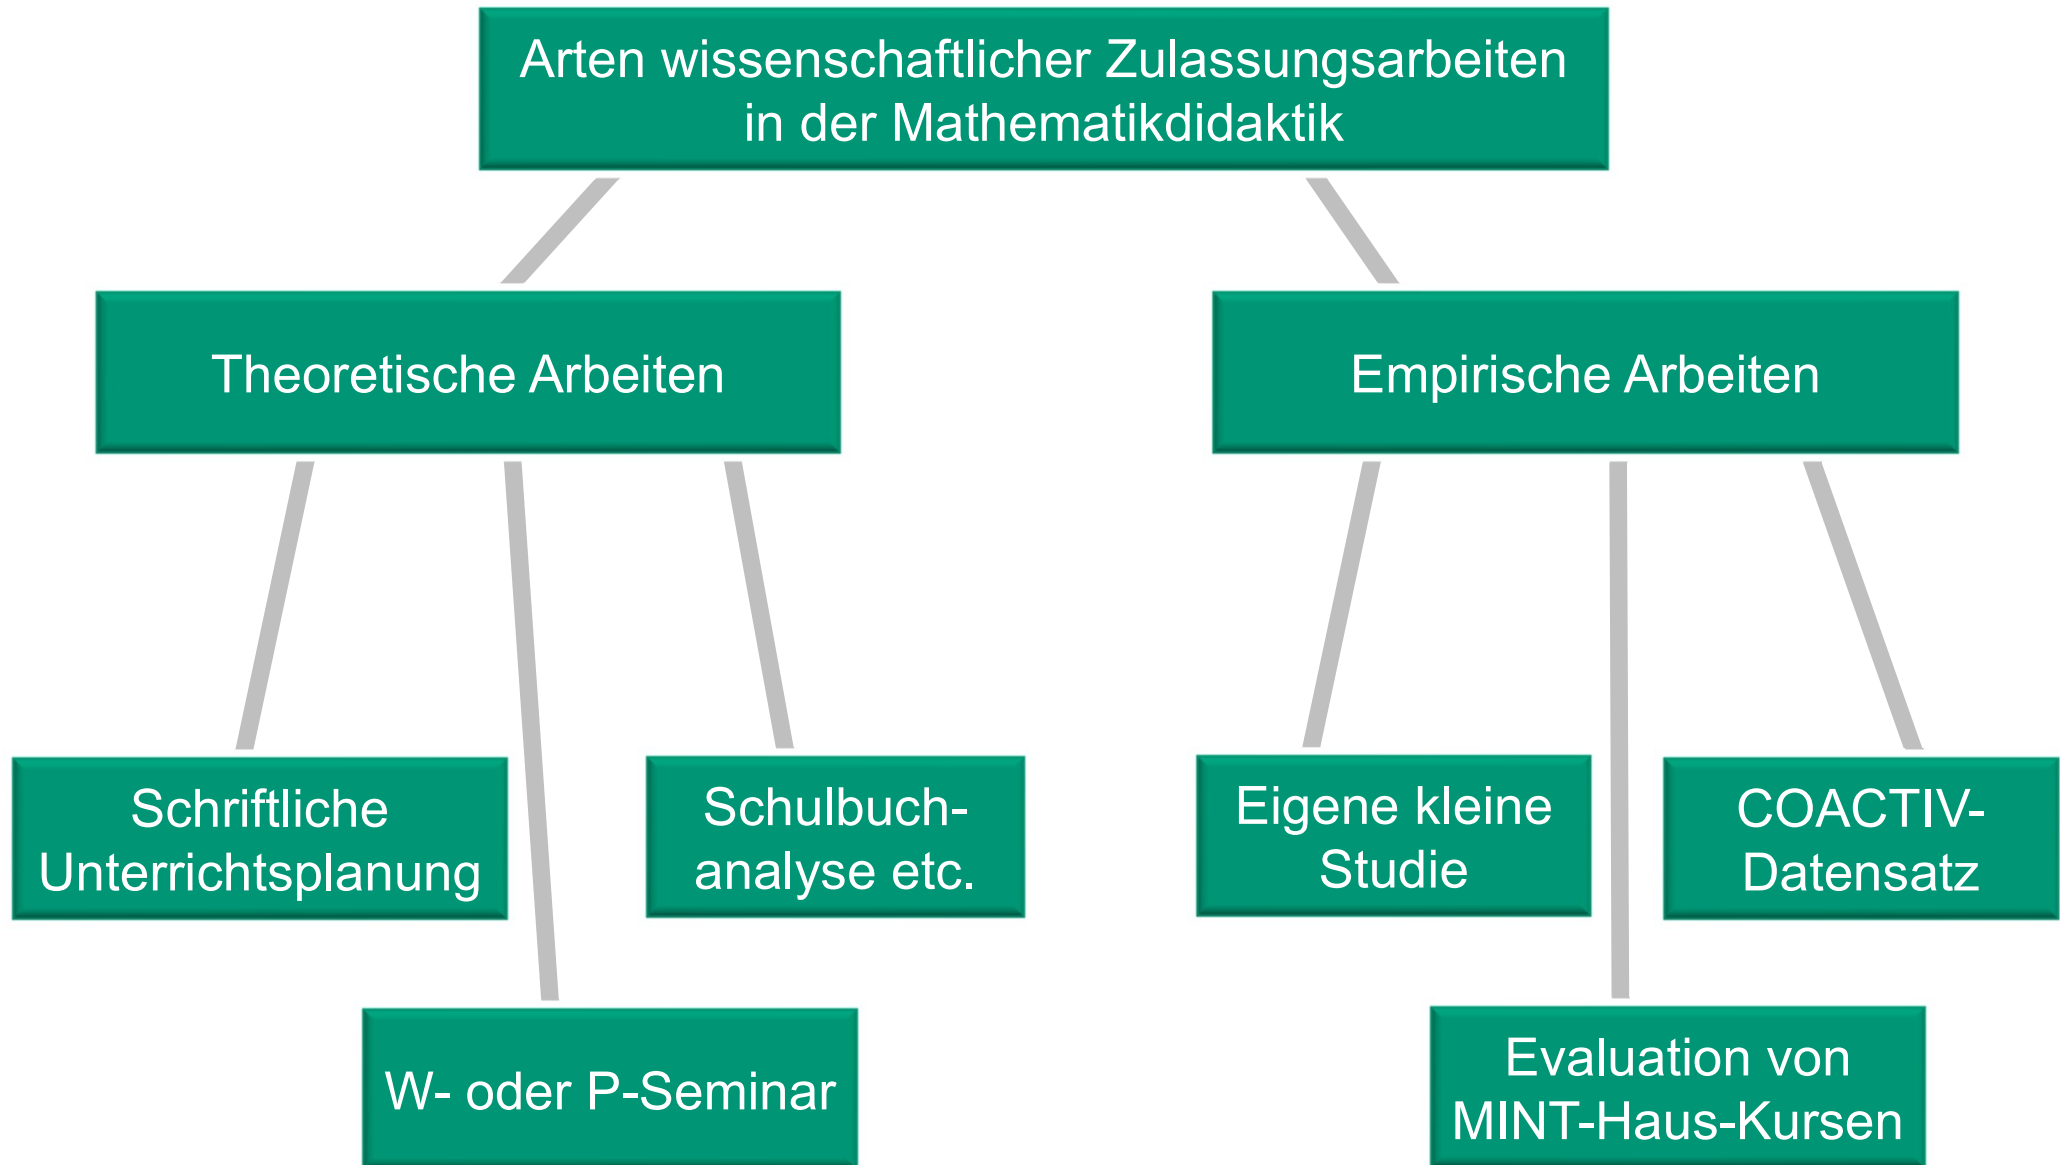 Arten wissenschaftlicher Zulassungsarbeiten
in der Mathematikdidaktik
Theoretische Arbeiten
Empirische Arbeiten
Schriftliche
Unterrichtsplanung
Schulbuch-
analyse etc.
Eigene kleine
Studie
COACTIV-
Datensatz
W- oder P-Seminar
Evaluation von
MINT-Haus-Kursen